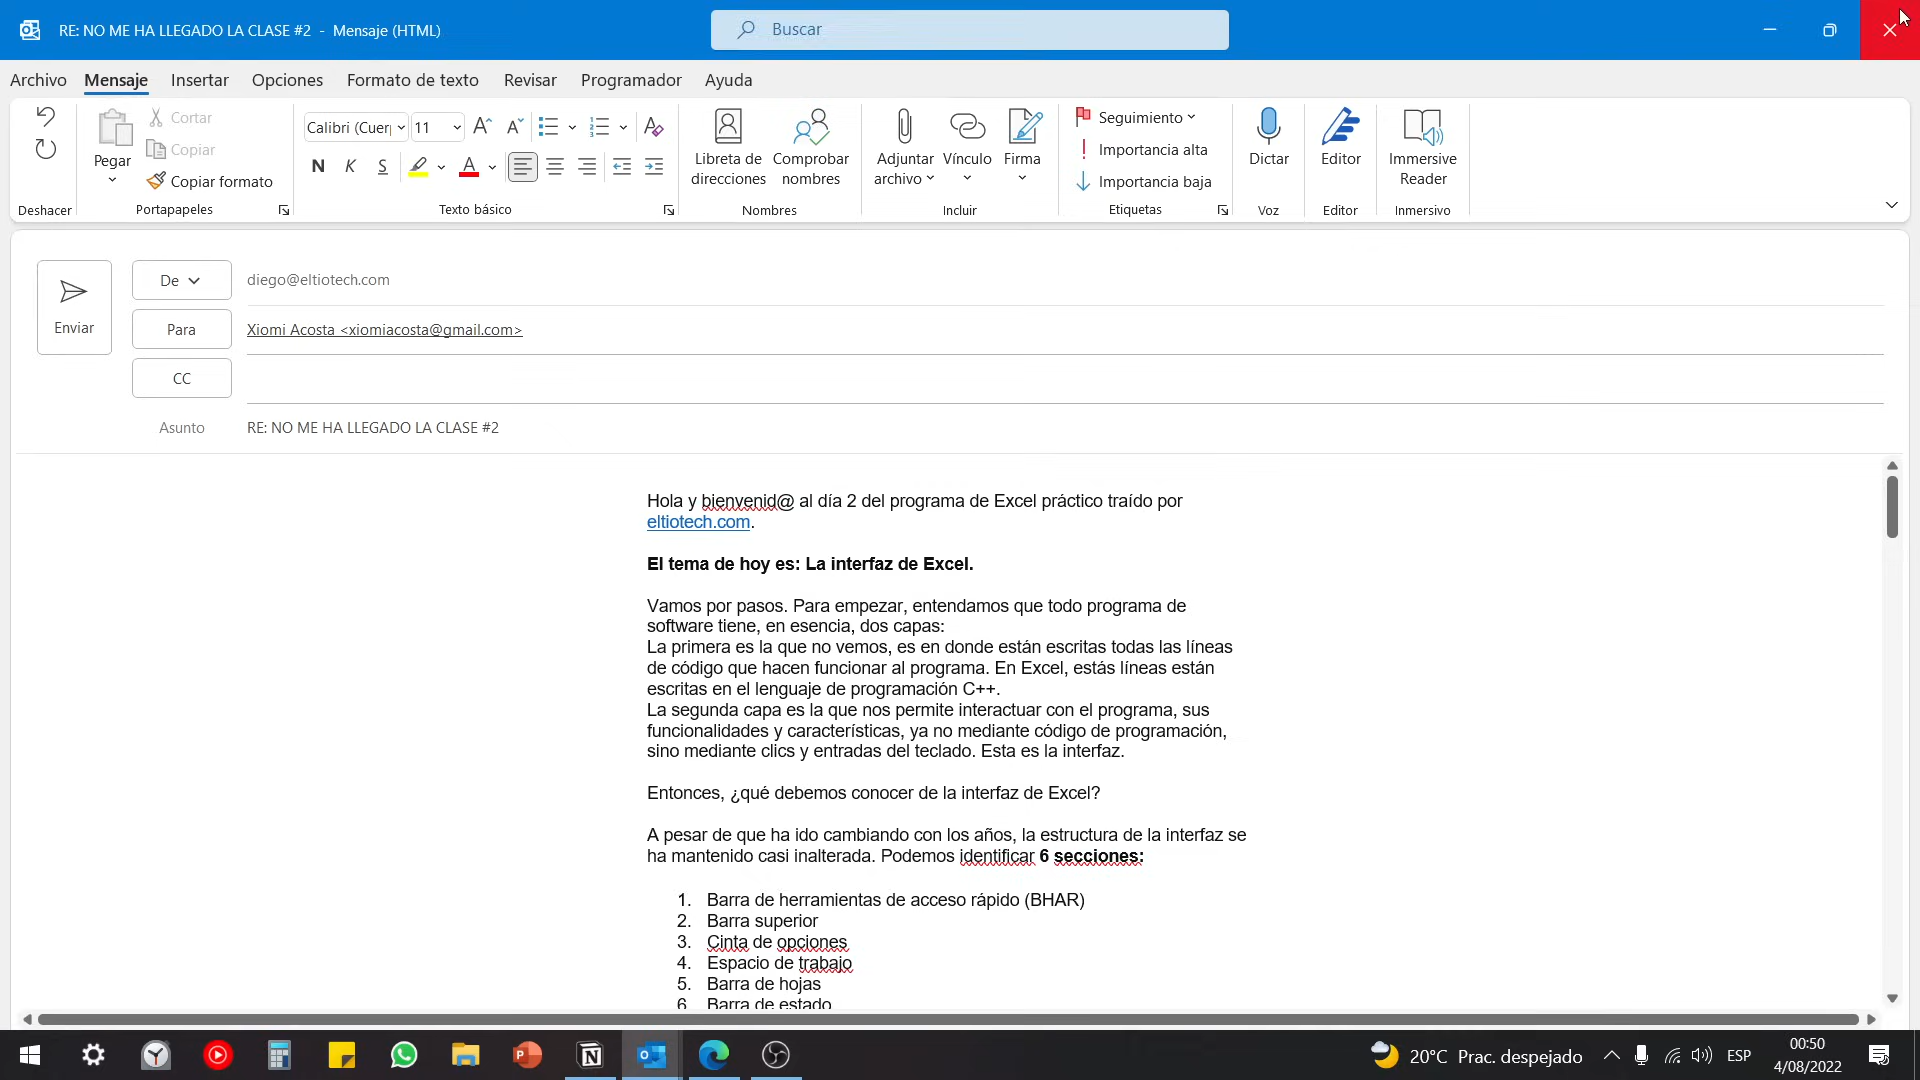 RE: NO ME HA LLEGADO LA CLASE #2 - Mensaje (HTML)
Buscar
Archivo Mensaje Insertar Opciones Formato de texto Revisar Programador Ayuda
Pegar
Cortar
Copiar
Copiar formato
Calibri (Cuer 11
N K S
Libreta de direcciones
Comprobar nombres
Adjuntar archivo
Vínculo
Firma
Seguimiento
Importancia alta
Importancia baja
Dictar
Editor
Immersive Reader
Deshacer Portapapeles Texto básico Nombres Incluir Etiquetas Voz Editor Inmersivo
Enviar
De diego@eltiotech.com
Para Xiomi Acosta <xiomiacosta@gmail.com>
CC
Asunto RE: NO ME HA LLEGADO LA CLASE #2
Hola y bienvenid@ al día 2 del programa de Excel práctico traído por
eltiotech.com.
El tema de hoy es: La interfaz de Excel.
Vamos por pasos. Para empezar, entendamos que todo programa de
software tiene, en esencia, dos capas:
La primera es la que no vemos, es en donde están escritas todas las líneas
de código que hacen funcionar al programa. En Excel, estás líneas están
escritas en el lenguaje de programación C++.
La segunda capa es la que nos permite interactuar con el programa, sus
funcionalidades y características, ya no mediante código de programación,
sino mediante clics y entradas del teclado. Esta es la interfaz.
Entonces, ¿qué debemos conocer de la interfaz de Excel?
A pesar de que ha ido cambiando con los años, la estructura de la interfaz se
ha mantenido casi inalterada. Podemos identificar 6 secciones:
1. Barra de herramientas de acceso rápido (BHAR)
2. Barra superior
3. Cinta de opciones
4. Espacio de trabajo
5. Barra de hojas
6. Barra de estado
20°C Prac. despejado ESP 00:50
4/08/2022